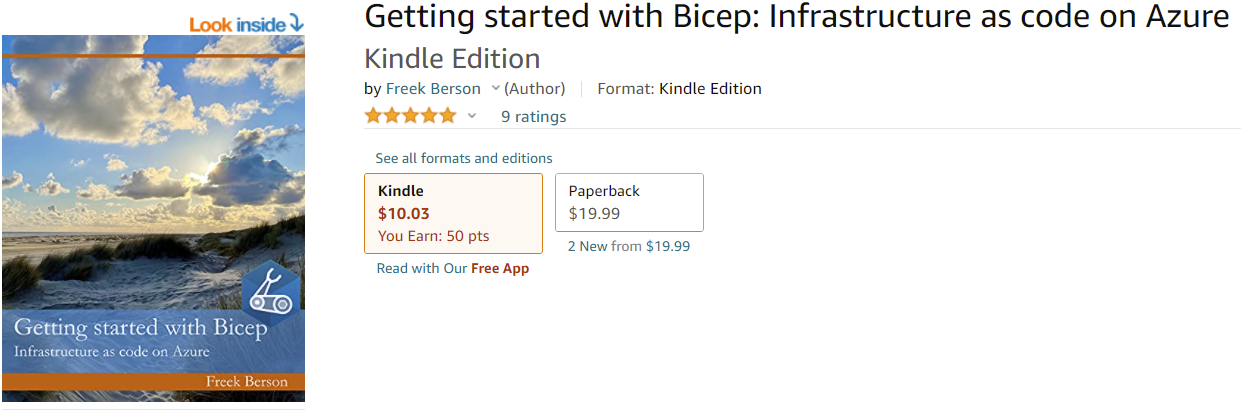 Look inside
Getting started with Bicep
Infrastructure as code on Azure
Freek Berson
Getting started with Bicep: Infrastructure as code on Azure
Kindle Edition
by Freek Berson (Author) Format: Kindle Edition
9 ratings
See all formats and editions
Kindle
$10.03
You Earn: 50 pts
Read with Our Free App
Paperback
$19.99
2 New from $19.99